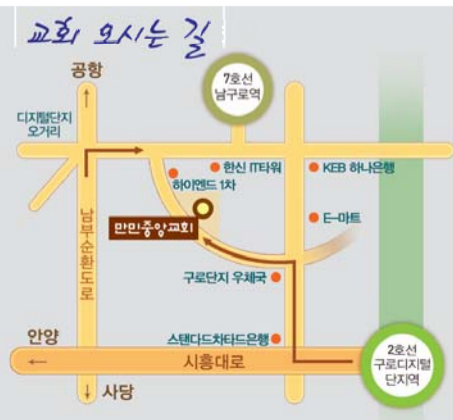 교회 오시는 길
공항
7호선
남구로역
디지털단지
오거리
한신 IT타워
KEB 하나은행
하이엔드 1차
남부순환도로
만민중앙교회
E-마트
구로단지 우체국
안양
스탠다드차타드은행
시흥대로
2호선
구로디지털
단지역
사당